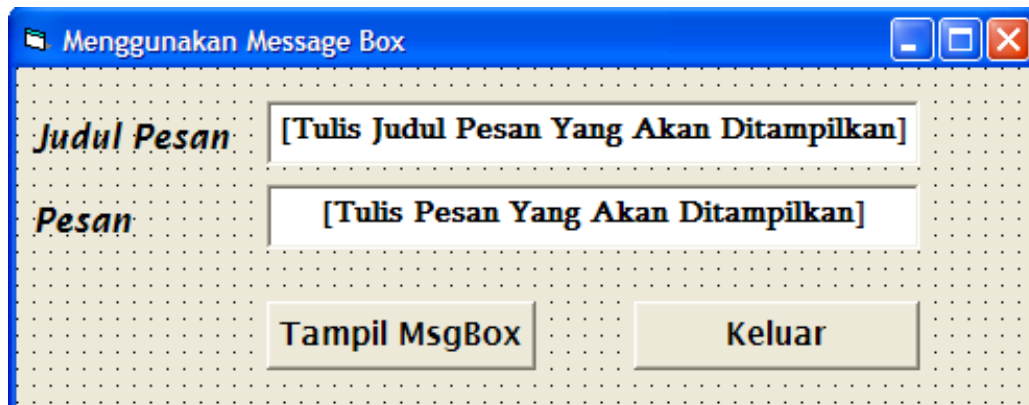 Menggunakan Message Box
Judul Pesan [Tulis Judul Pesan Yang Akan Ditampilkan]
Pesan [Tulis Pesan Yang Akan Ditampilkan]
Tampil MsgBox Keluar